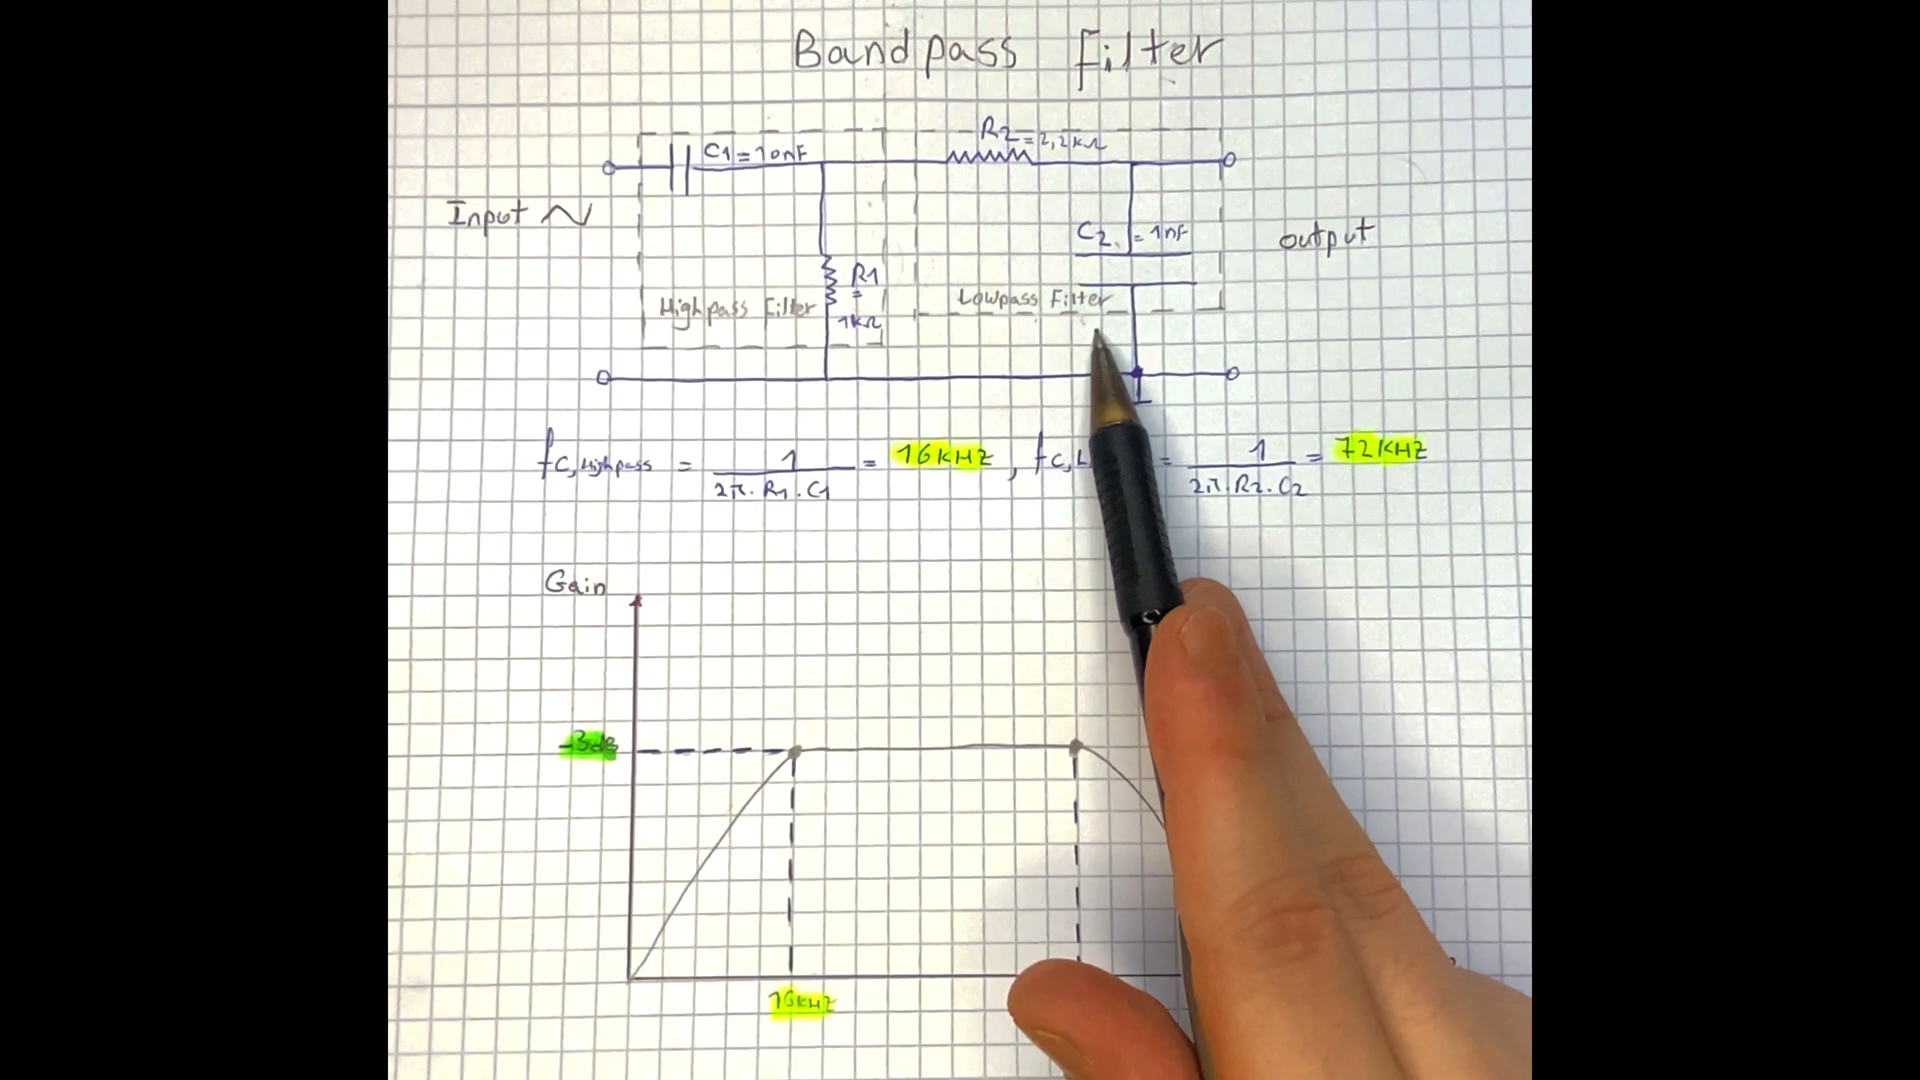 Bandpass Filter
C1=10nF
R2=2,2kΩ
Input
C2=1nF
output
R1
=
1kΩ
Highpass Filter
Lowpass Filter
fc,Highpass = 1/(2π·R1·C1) = 16KHz, fc,L = 1/(2π·R2·C2) = 72KHz
Gain
-3dB
16KHz